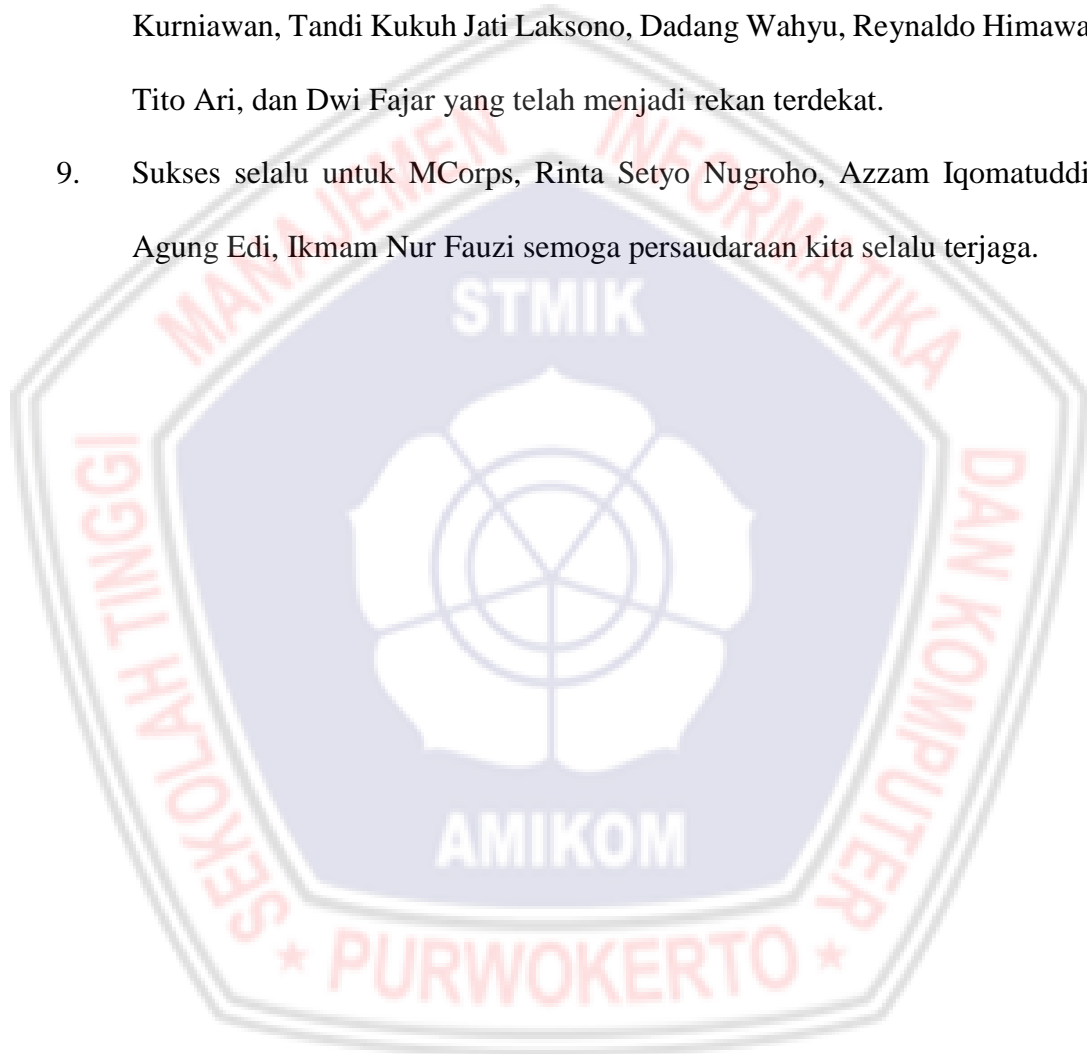 Kurniawan, Tandi Kukuh Jati Laksono, Dadang Wahyu, Reynaldo Himawa
Tito Ari, dan Dwi Fajar yang telah menjadi rekan terdekat.
9. Sukses selalu untuk MCorps, Rinta Setyo Nugroho, Azzam Iqomatuddi
Agung Edi, Ikmam Nur Fauzi semoga persaudaraan kita selalu terjaga.
SEKOLAH TINGGI MANAJEMEN INFORMATIKA DAN KOMPUTER
STMIK
AMIKOM
* PURWOKERTO *